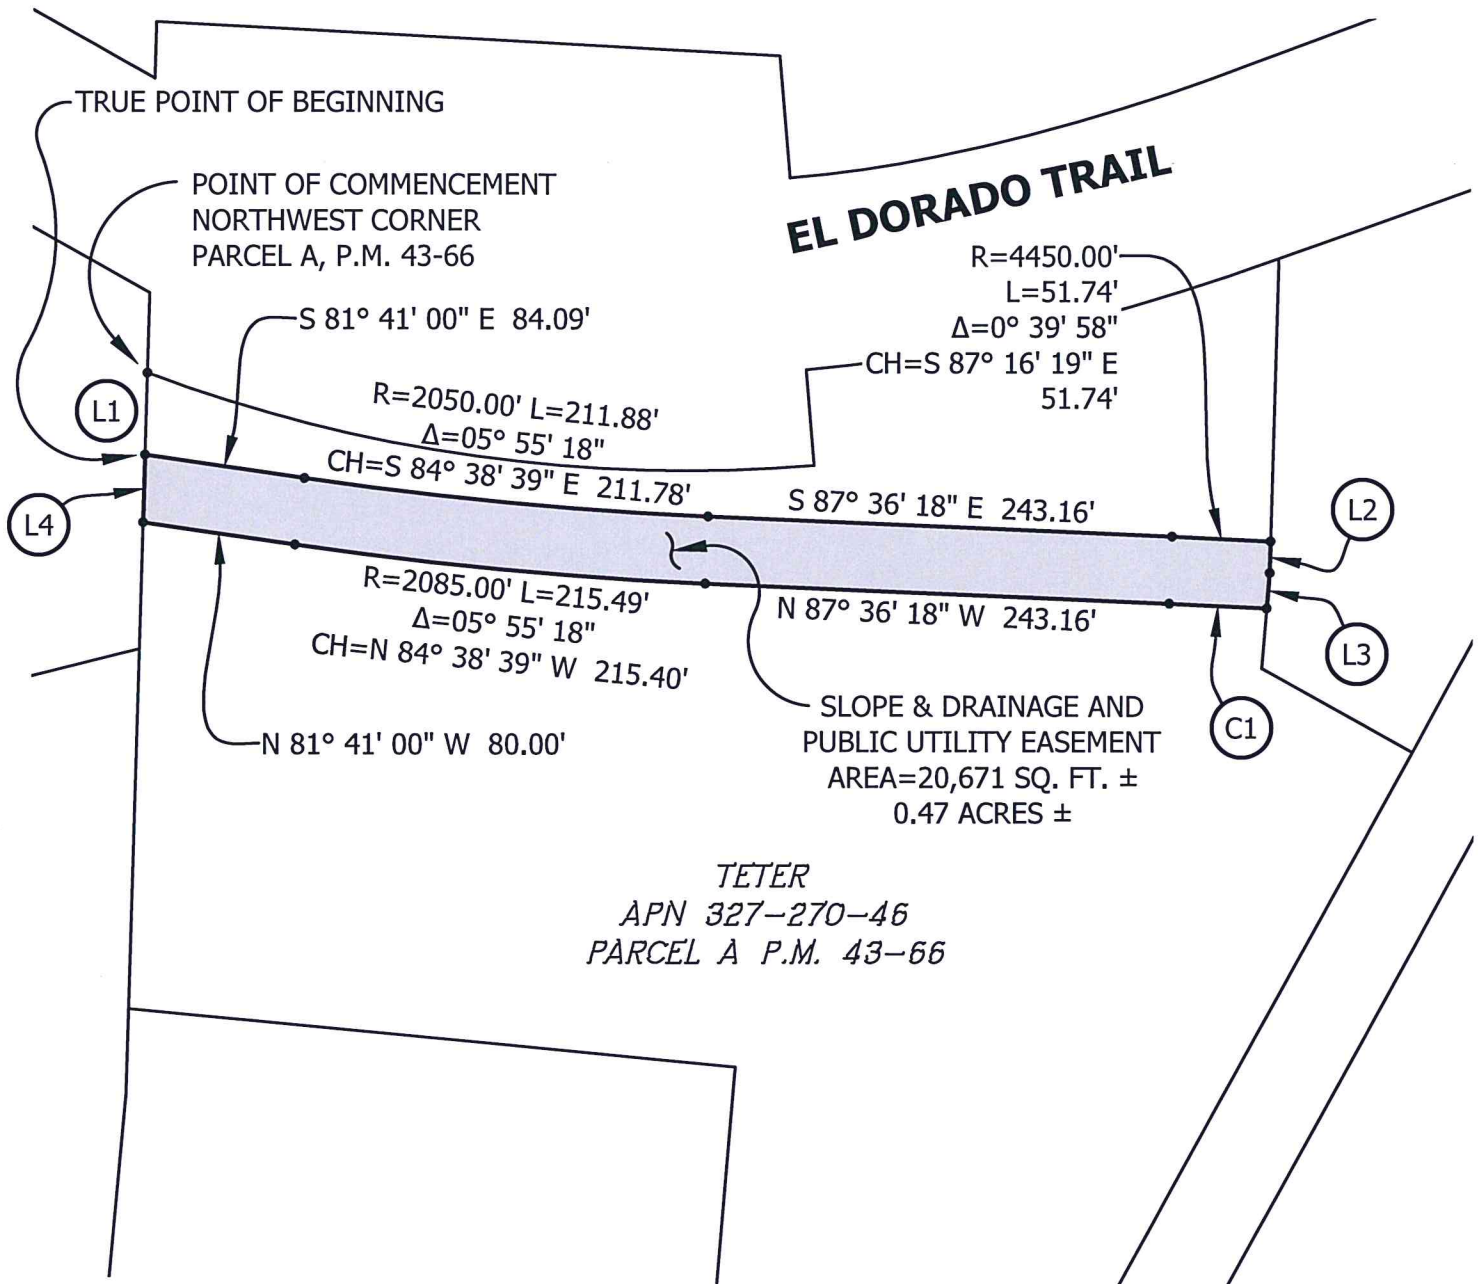 TRUE POINT OF BEGINNING
POINT OF COMMENCEMENT
NORTHWEST CORNER
PARCEL A, P.M. 43-66
EL DORADO TRAIL
R=4450.00'
L=51.74'
Δ=0° 39' 58"
CH=S 87° 16' 19" E
51.74'
S 81° 41' 00" E 84.09'
R=2050.00' L=211.88'
Δ=05° 55' 18"
CH=S 84° 38' 39" E 211.78'
L1
S 87° 36' 18" E 243.16'
L2
L4
R=2085.00' L=215.49'
Δ=05° 55' 18"
CH=N 84° 38' 39" W 215.40'
N 87° 36' 18" W 243.16'
L3
C1
N 81° 41' 00" W 80.00'
SLOPE & DRAINAGE AND
PUBLIC UTILITY EASEMENT
AREA=20,671 SQ. FT. ±
0.47 ACRES ±
TETER
APN 327-270-46
PARCEL A P.M. 43-66